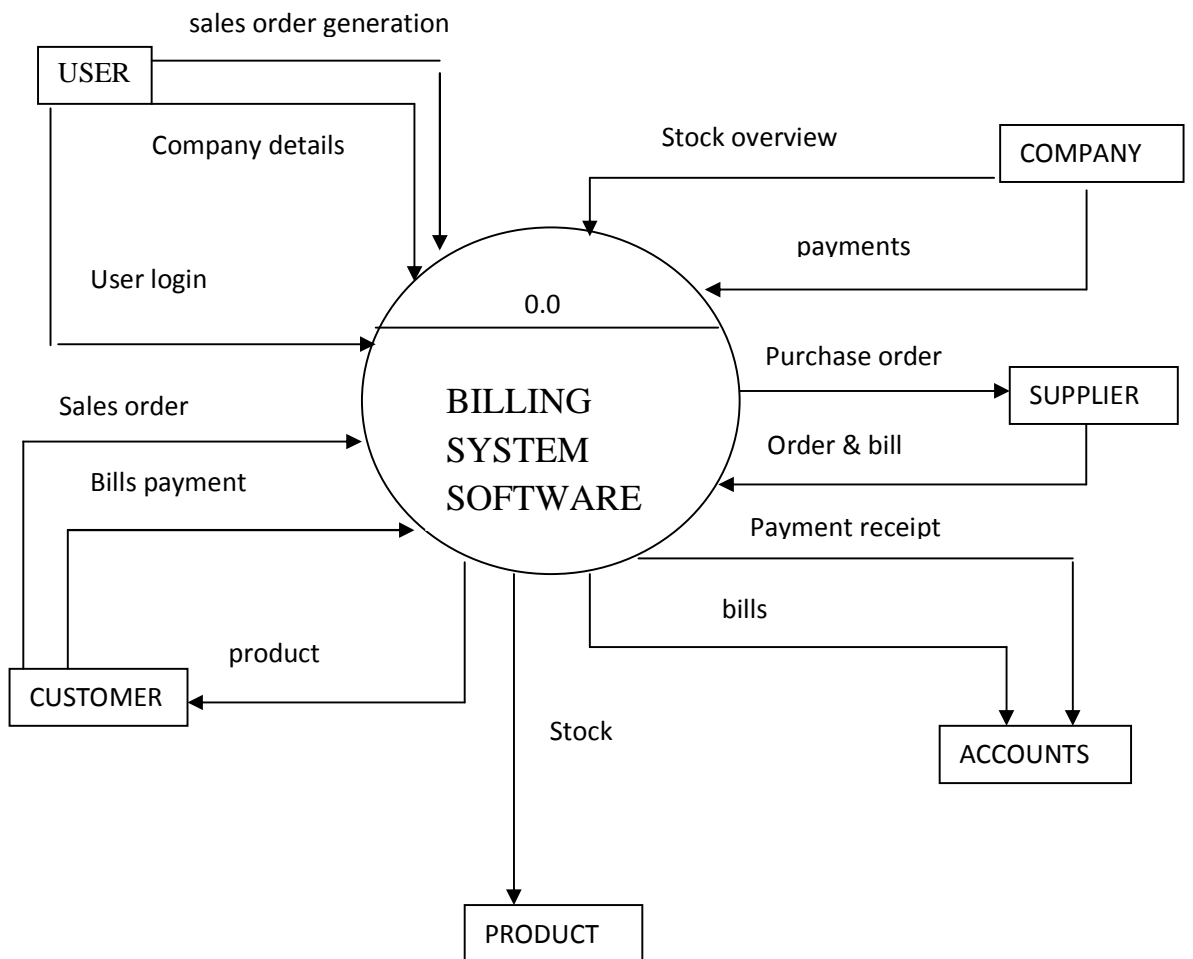 sales order generation
USER
Company details
Stock overview
COMPANY
payments
User login
0.0
Purchase order
SUPPLIER
Sales order
BILLING
SYSTEM
SOFTWARE
Order & bill
Bills payment
Payment receipt
bills
product
CUSTOMER
Stock
ACCOUNTS
PRODUCT